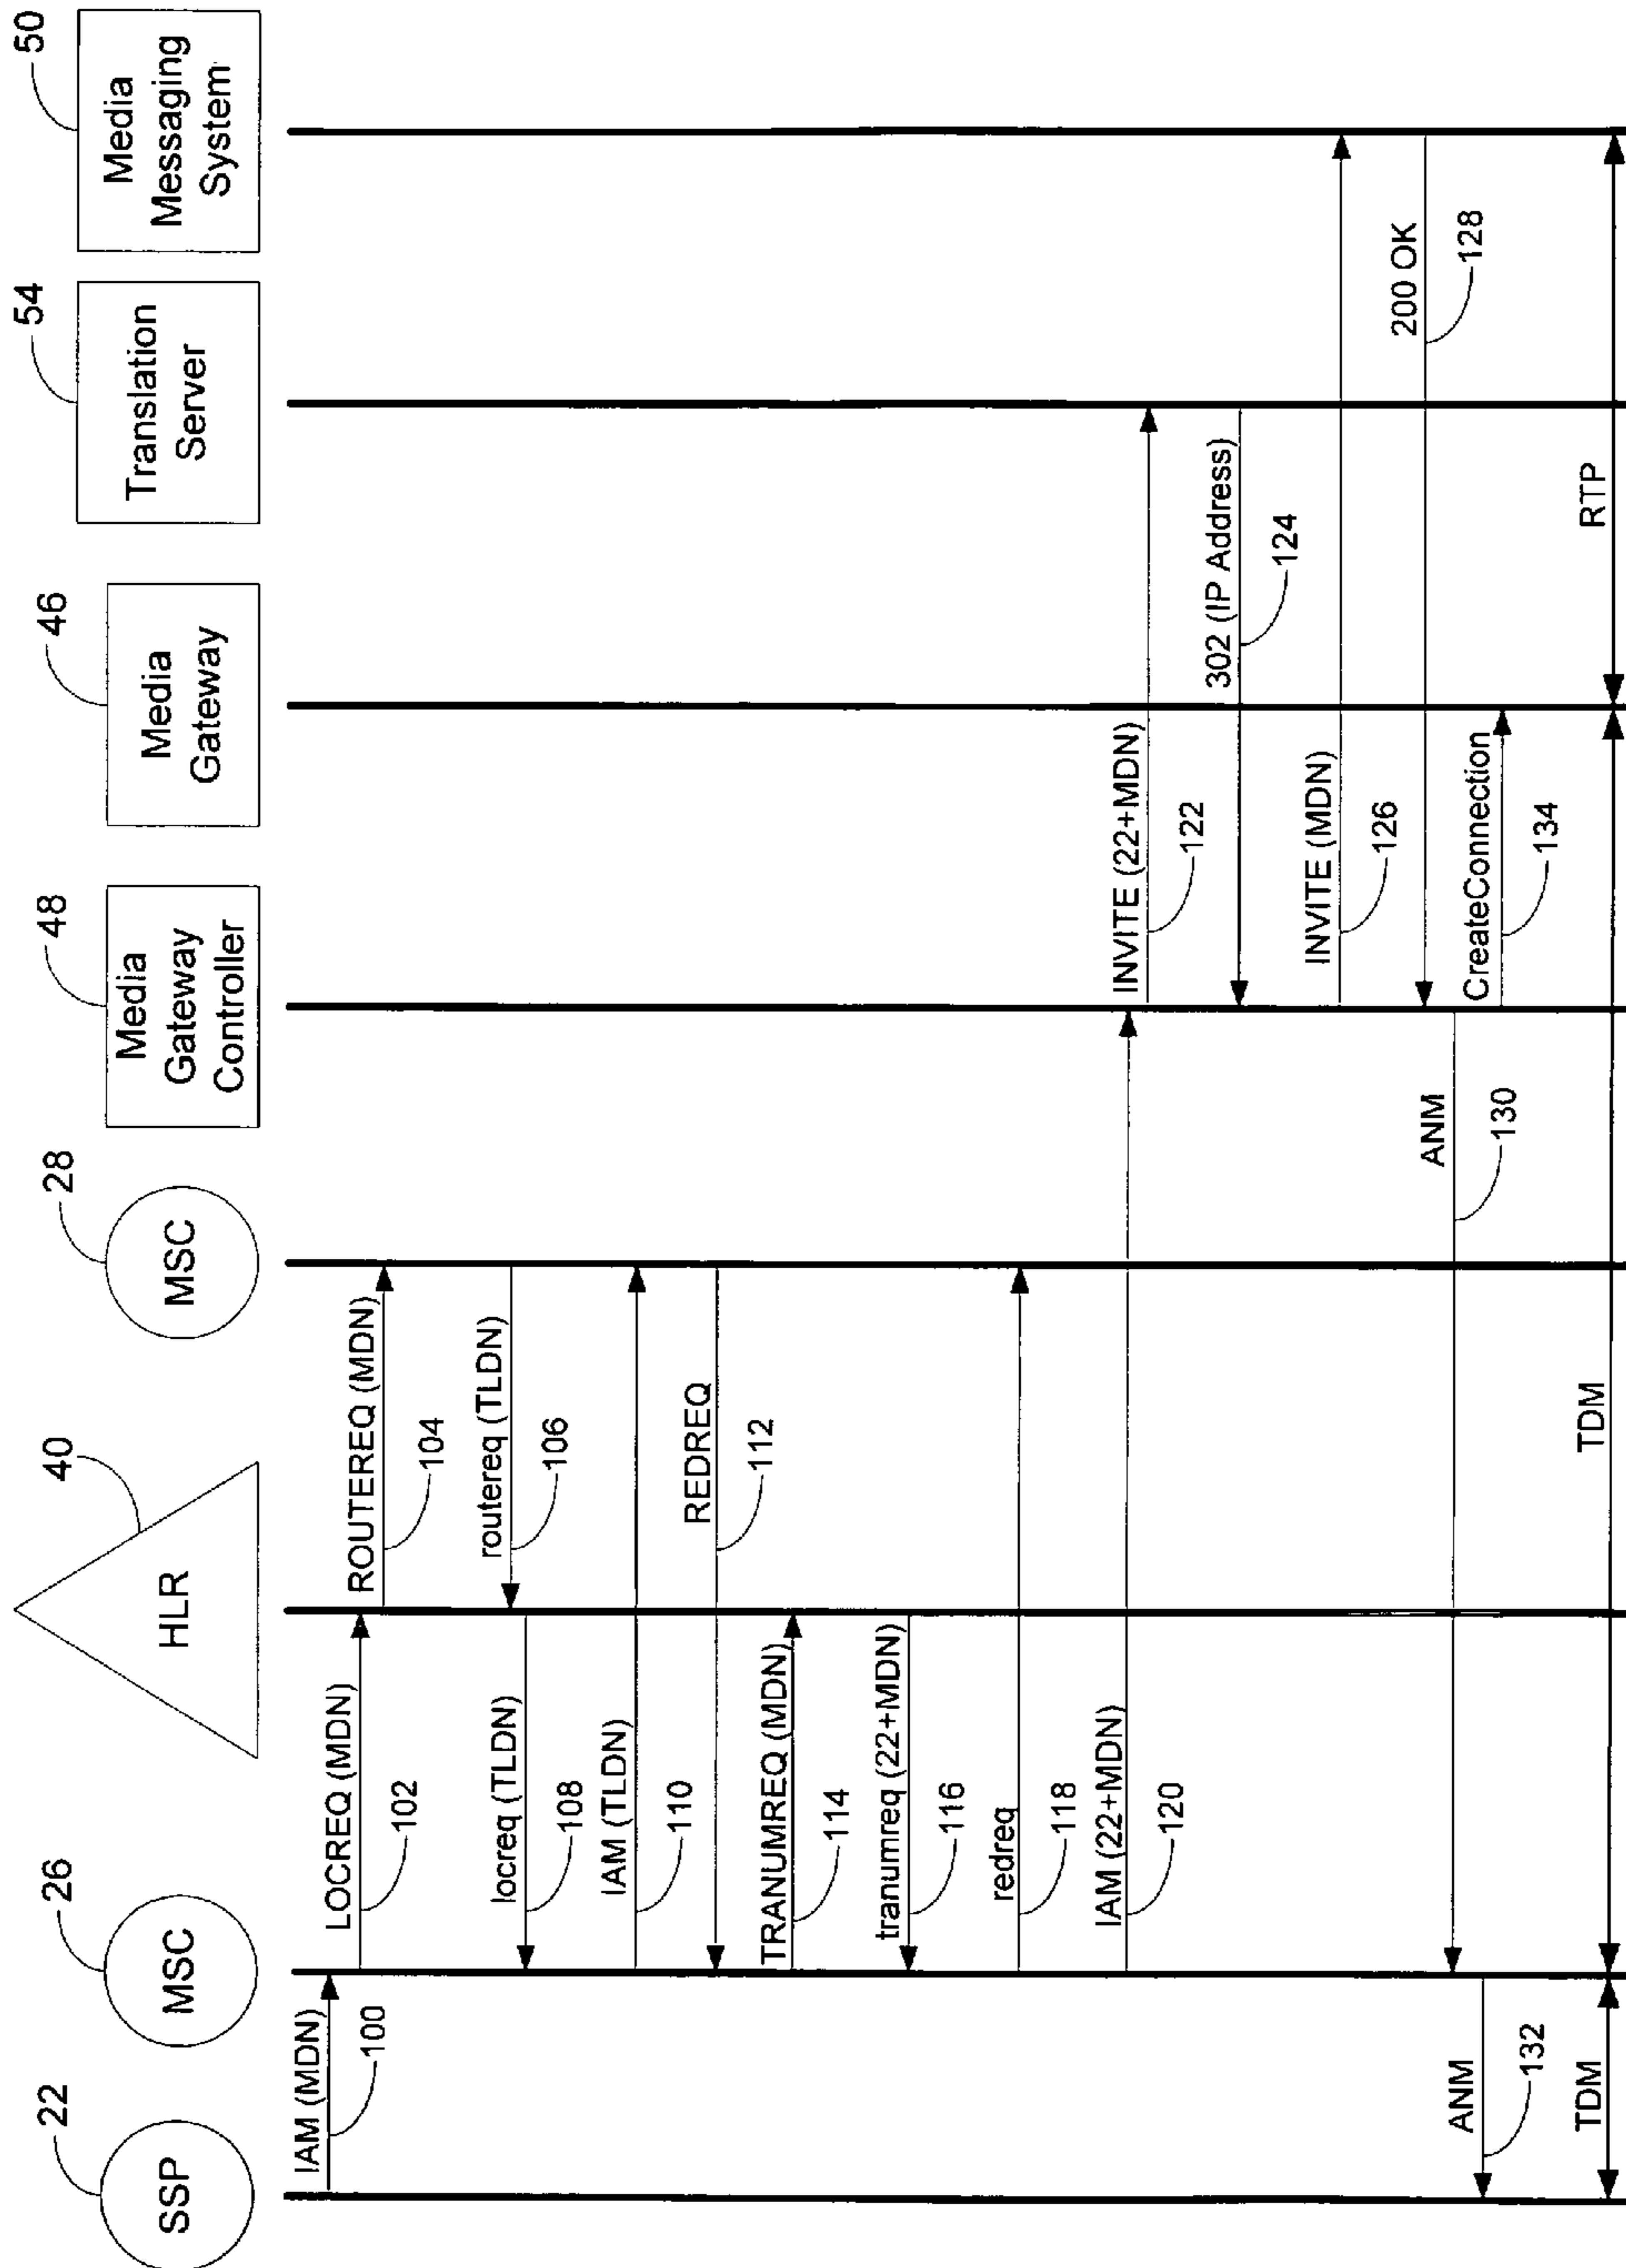 22
SSP
26
MSC
40
HLR
28
MSC
48
Media
Gateway
Controller
46
Media
Gateway
54
Translation
Server
50
Media
Messaging
System
IAM (MDN)
100
LOCREQ (MDN)
102
ROUTEREQ (MDN)
104
routereq (TLDN)
106
locreq (TLDN)
108
IAM (TLDN)
110
REDREQ
112
TRANUMREQ (MDN)
114
tranumreq (22+MDN)
116
redreq
118
IAM (22+MDN)
120
INVITE (22+MDN)
122
302 (IP Address)
124
INVITE (MDN)
126
200 OK
128
ANM
130
ANM
132
CreateConnection
134
TDM
TDM
RTP